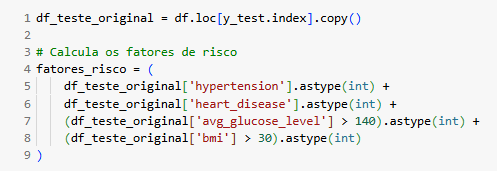 1 df_teste_original = df.loc[y_test.index].copy()
2
3 # Calcula os fatores de risco
4 fatores_risco = (
5     df_teste_original['hypertension'].astype(int) +
6     df_teste_original['heart_disease'].astype(int) +
7     (df_teste_original['avg_glucose_level'] > 140).astype(int) +
8     (df_teste_original['bmi'] > 30).astype(int)
9 )